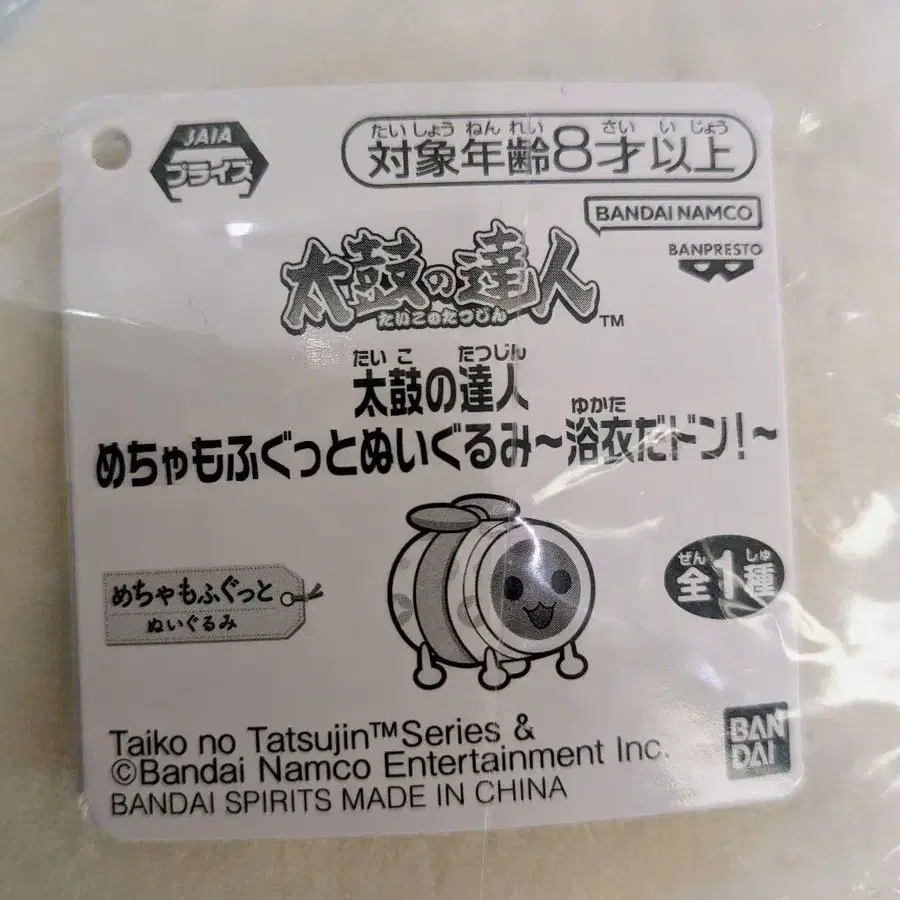 JAIA
プライズ
たいしょうねんれい さいいじょう
対象年齢8才以上
BANDAI NAMCO
BANPRESTO
太鼓の達人™
たいこのたつじん
たいこ たつじん
太鼓の達人
ゆかた
めちゃもふぐっとぬいぐるみ～浴衣だドン!～
ぜん しゅ
全1種
めちゃもふぐっと
ぬいぐるみ
Taiko no Tatsujin™Series &
©Bandai Namco Entertainment Inc.
BANDAI SPIRITS MADE IN CHINA
BAN
DAI